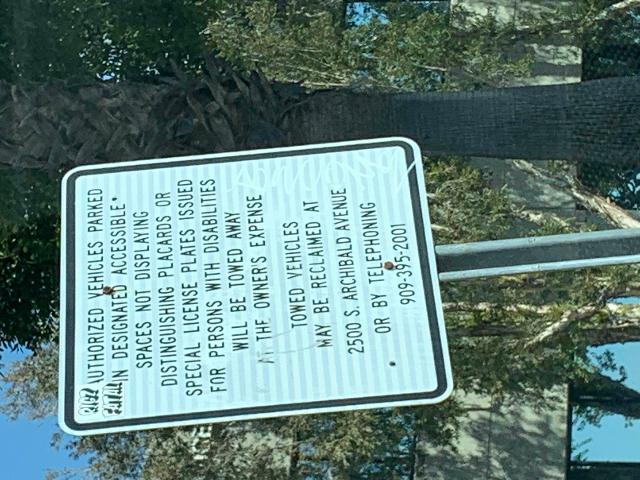 AUTHORIZED VEHICLES PARKED
IN DESIGNATED ACCESSIBLE
SPACES NOT DISPLAYING
DISTINGUISHING PLACARDS OR
SPECIAL LICENSE PLATES ISSUED
FOR PERSONS WITH DISABILITIES
WILL BE TOWED AWAY
AT THE OWNER'S EXPENSE
TOWED VEHICLES
MAY BE RECLAIMED AT
2500 S. ARCHIBALD AVENUE
OR BY TELEPHONING
909-395-2001